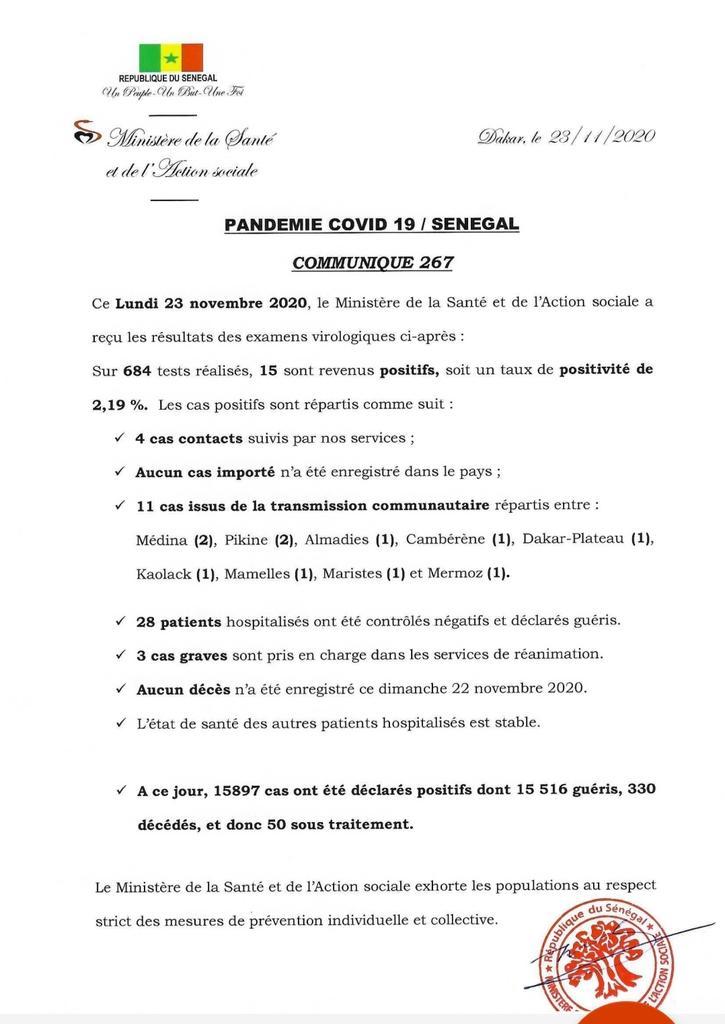 REPUBLIQUE DU SENEGAL
Un Peuple - Un But - Une Foi
Ministère de la Santé
et de l'Action sociale
Dakar, le 23/11/2020
PANDEMIE COVID 19 / SENEGAL
COMMUNIQUE 267
Ce Lundi 23 novembre 2020, le Ministère de la Santé et de l'Action sociale a
reçu les résultats des examens virologiques ci-après :
Sur 684 tests réalisés, 15 sont revenus positifs, soit un taux de positivité de
2,19 %. Les cas positifs sont répartis comme suit :
✓ 4 cas contacts suivis par nos services ;
✓ Aucun cas importé n'a été enregistré dans le pays ;
✓ 11 cas issus de la transmission communautaire répartis entre :
Médina (2), Pikine (2), Almadies (1), Cambérène (1), Dakar-Plateau (1),
Kaolack (1), Mamelles (1), Maristes (1) et Mermoz (1).
✓ 28 patients hospitalisés ont été contrôlés négatifs et déclarés guéris.
✓ 3 cas graves sont pris en charge dans les services de réanimation.
✓ Aucun décès n'a été enregistré ce dimanche 22 novembre 2020.
✓ L'état de santé des autres patients hospitalisés est stable.
✓ A ce jour, 15897 cas ont été déclarés positifs dont 15 516 guéris, 330
décédés, et donc 50 sous traitement.
Le Ministère de la Santé et de l'Action sociale exhorte les populations au respect
strict des mesures de prévention individuelle et collective.
République du Sénégal
MINISTÈRE DE L'ACTION SOCIALE